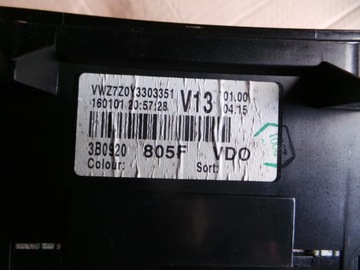 VWZ7Z0Y3303351
160101 20:57:28 V13 01.00
04.15
3B0920 805F VDO
Colour: Sort: